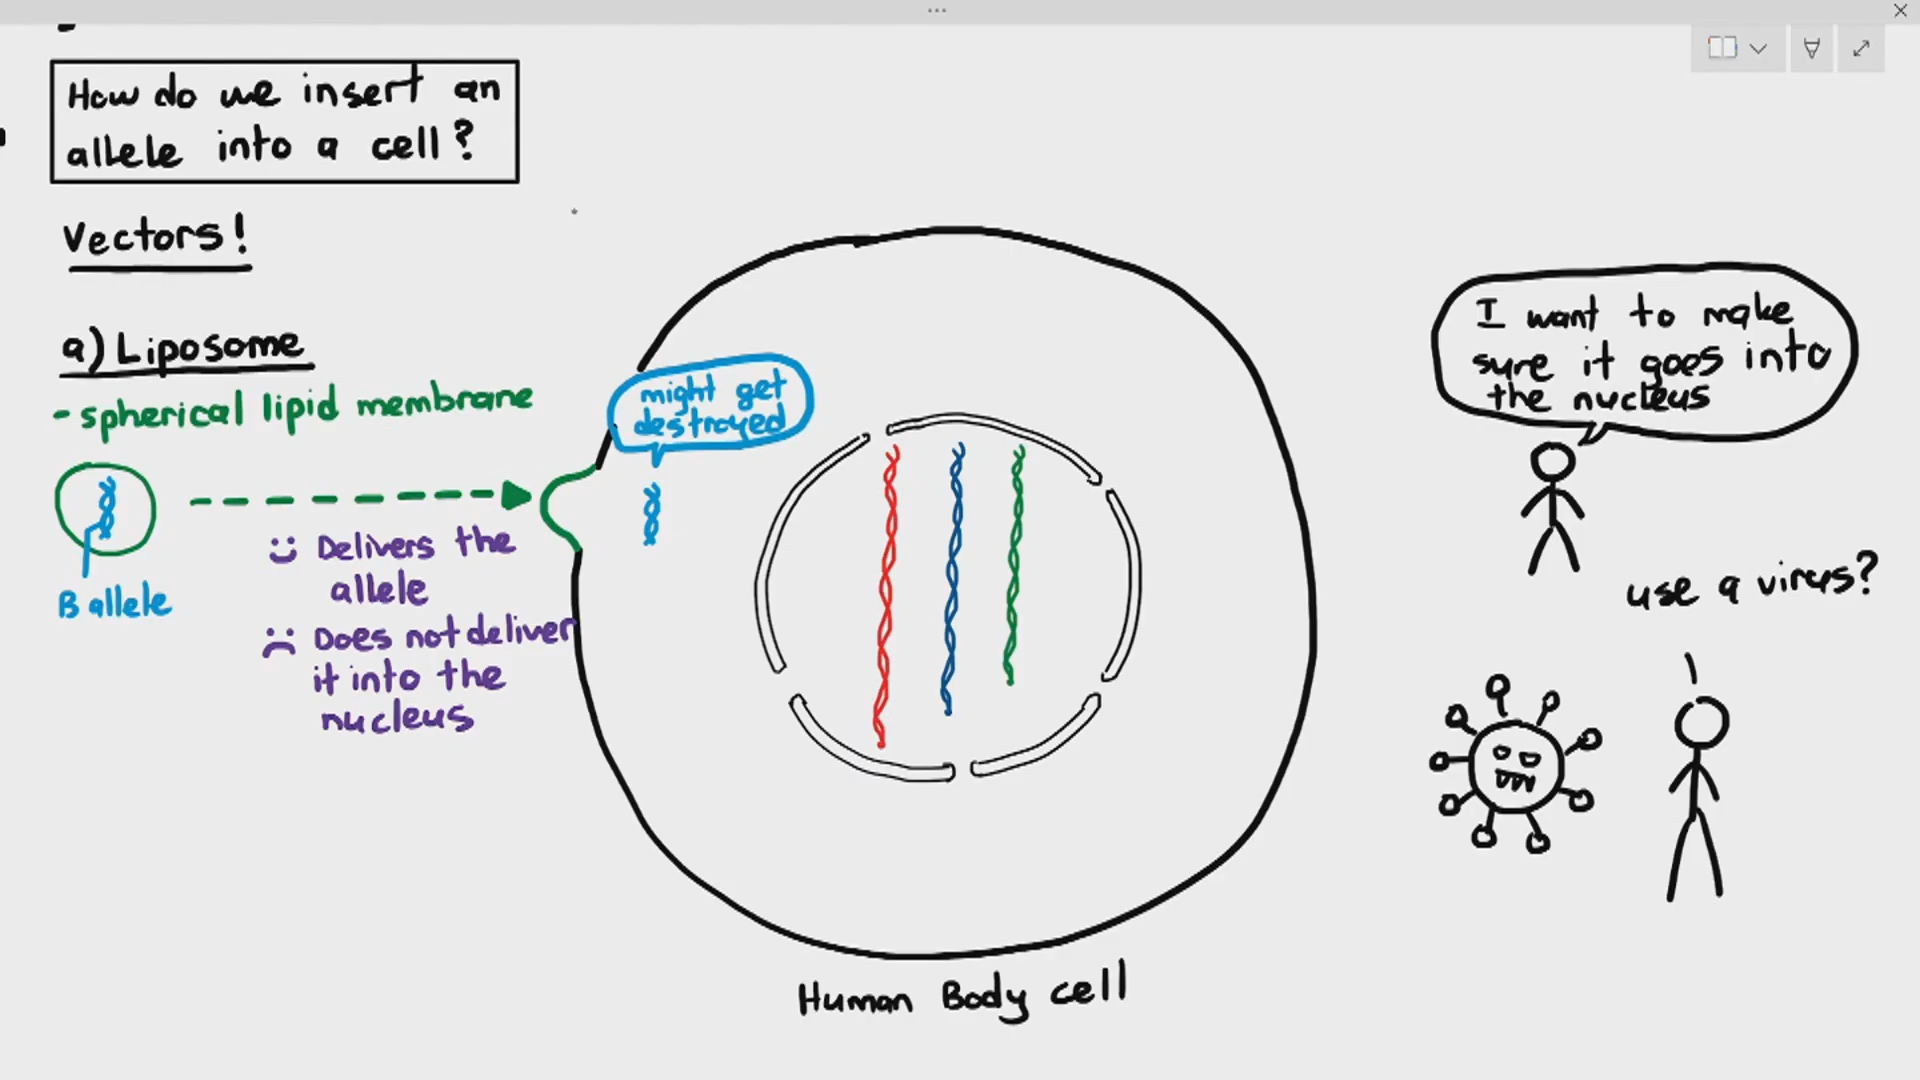 How do we insert an
allele into a cell?
Vectors!
a) Liposome
- spherical lipid membrane
B allele
Delivers the
allele
Does not deliver
it into the
nucleus
might get
destroyed
Human Body cell
I want to make
sure it goes into
the nucleus
use a virus?